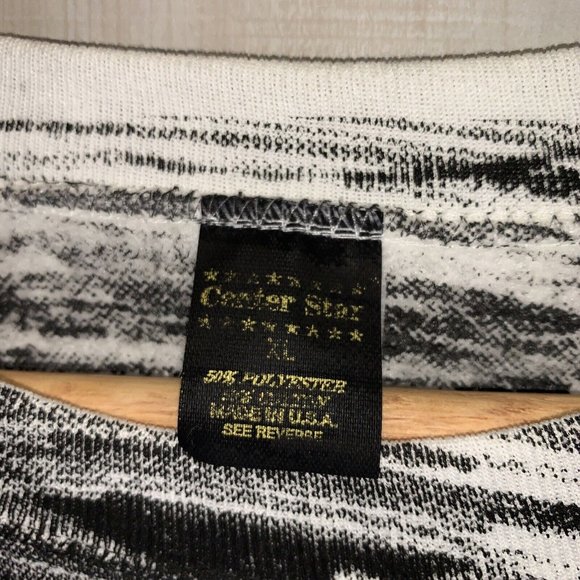 Center Star
XL
50% POLYESTER
MADE IN U.S.A.
SEE REVERSE